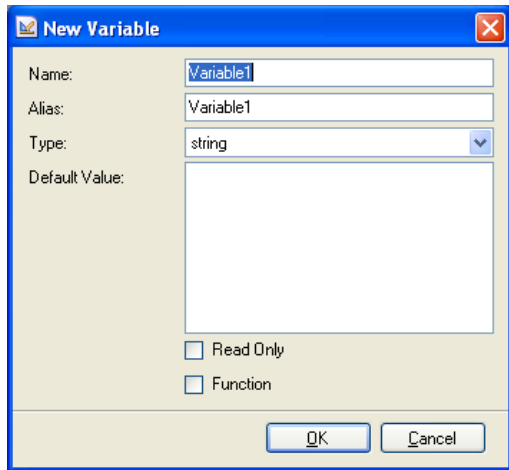 New Variable
Name: Variable1
Alias: Variable1
Type: string
Default Value:
Read Only
Function
OK Cancel